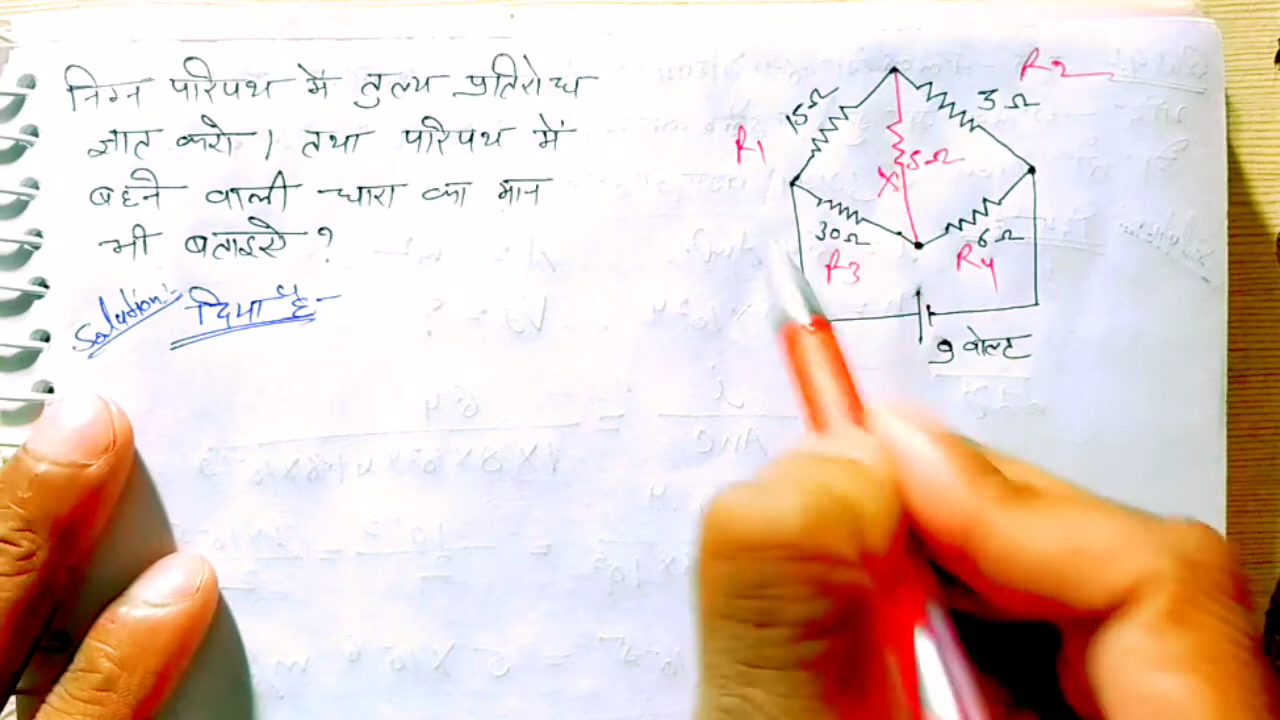 निम्न परिपथ में तुल्य प्रतिरोध
ज्ञात करो । तथा परिपथ में
बहने वाली धारा का मान
भी बताइये ?
Solution:- दिया है-
R2
15Ω
3Ω
R1
5Ω
X
30Ω
6Ω
R3
R4
9 वोल्ट